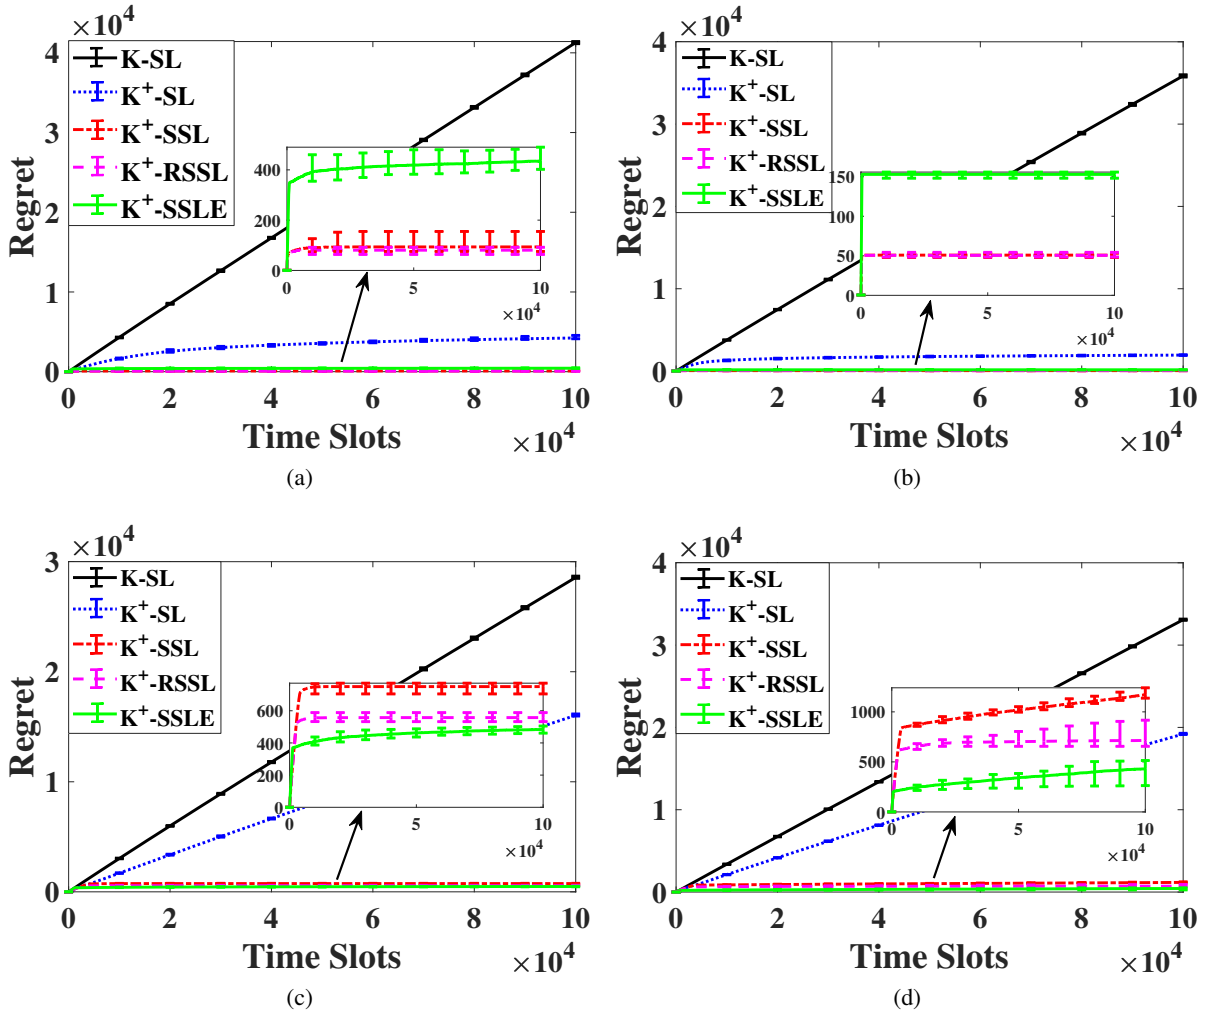 ×10^4
4
3
2
1
0
Regret
K-SL
K^+-SL
K^+-SSL
K^+-RSSL
K^+-SSLE
400
200
0
0 5 10
×10^4
0 2 4 6 8 10
Time Slots ×10^4
(a)
×10^4
4
3
2
1
0
Regret
K-SL
K^+-SL
K^+-SSL
K^+-RSSL
K^+-SSLE
150
100
50
0
0 5 10
×10^4
0 2 4 6 8 10
Time Slots ×10^4
(b)
×10^4
3
2
1
0
Regret
K-SL
K^+-SL
K^+-SSL
K^+-RSSL
K^+-SSLE
600
400
200
0
0 5 10
×10^4
0 2 4 6 8 10
Time Slots ×10^4
(c)
×10^4
4
3
2
1
0
Regret
K-SL
K^+-SL
K^+-SSL
K^+-RSSL
K^+-SSLE
1000
500
0
0 5 10
×10^4
0 2 4 6 8 10
Time Slots ×10^4
(d)